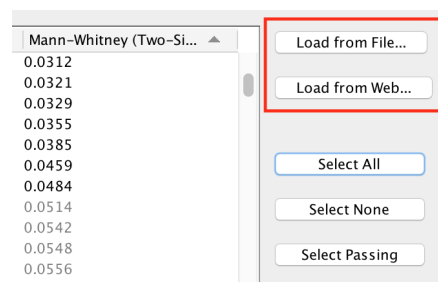 Mann-Whitney (Two-Si...
0.0312
0.0321
0.0329
0.0355
0.0385
0.0459
0.0484
0.0514
0.0542
0.0548
0.0556
Load from File...
Load from Web...
Select All
Select None
Select Passing